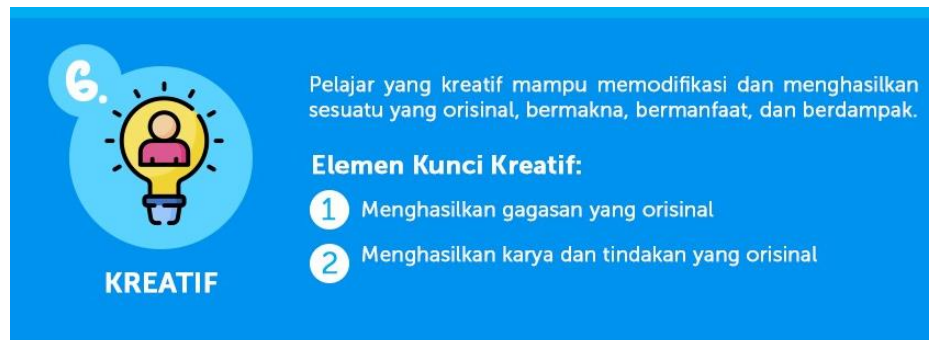 6.
KREATIF
Pelajar yang kreatif mampu memodifikasi dan menghasilkan
sesuatu yang orisinal, bermakna, bermanfaat, dan berdampak.
Elemen Kunci Kreatif:
1 Menghasilkan gagasan yang orisinal
2 Menghasilkan karya dan tindakan yang orisinal